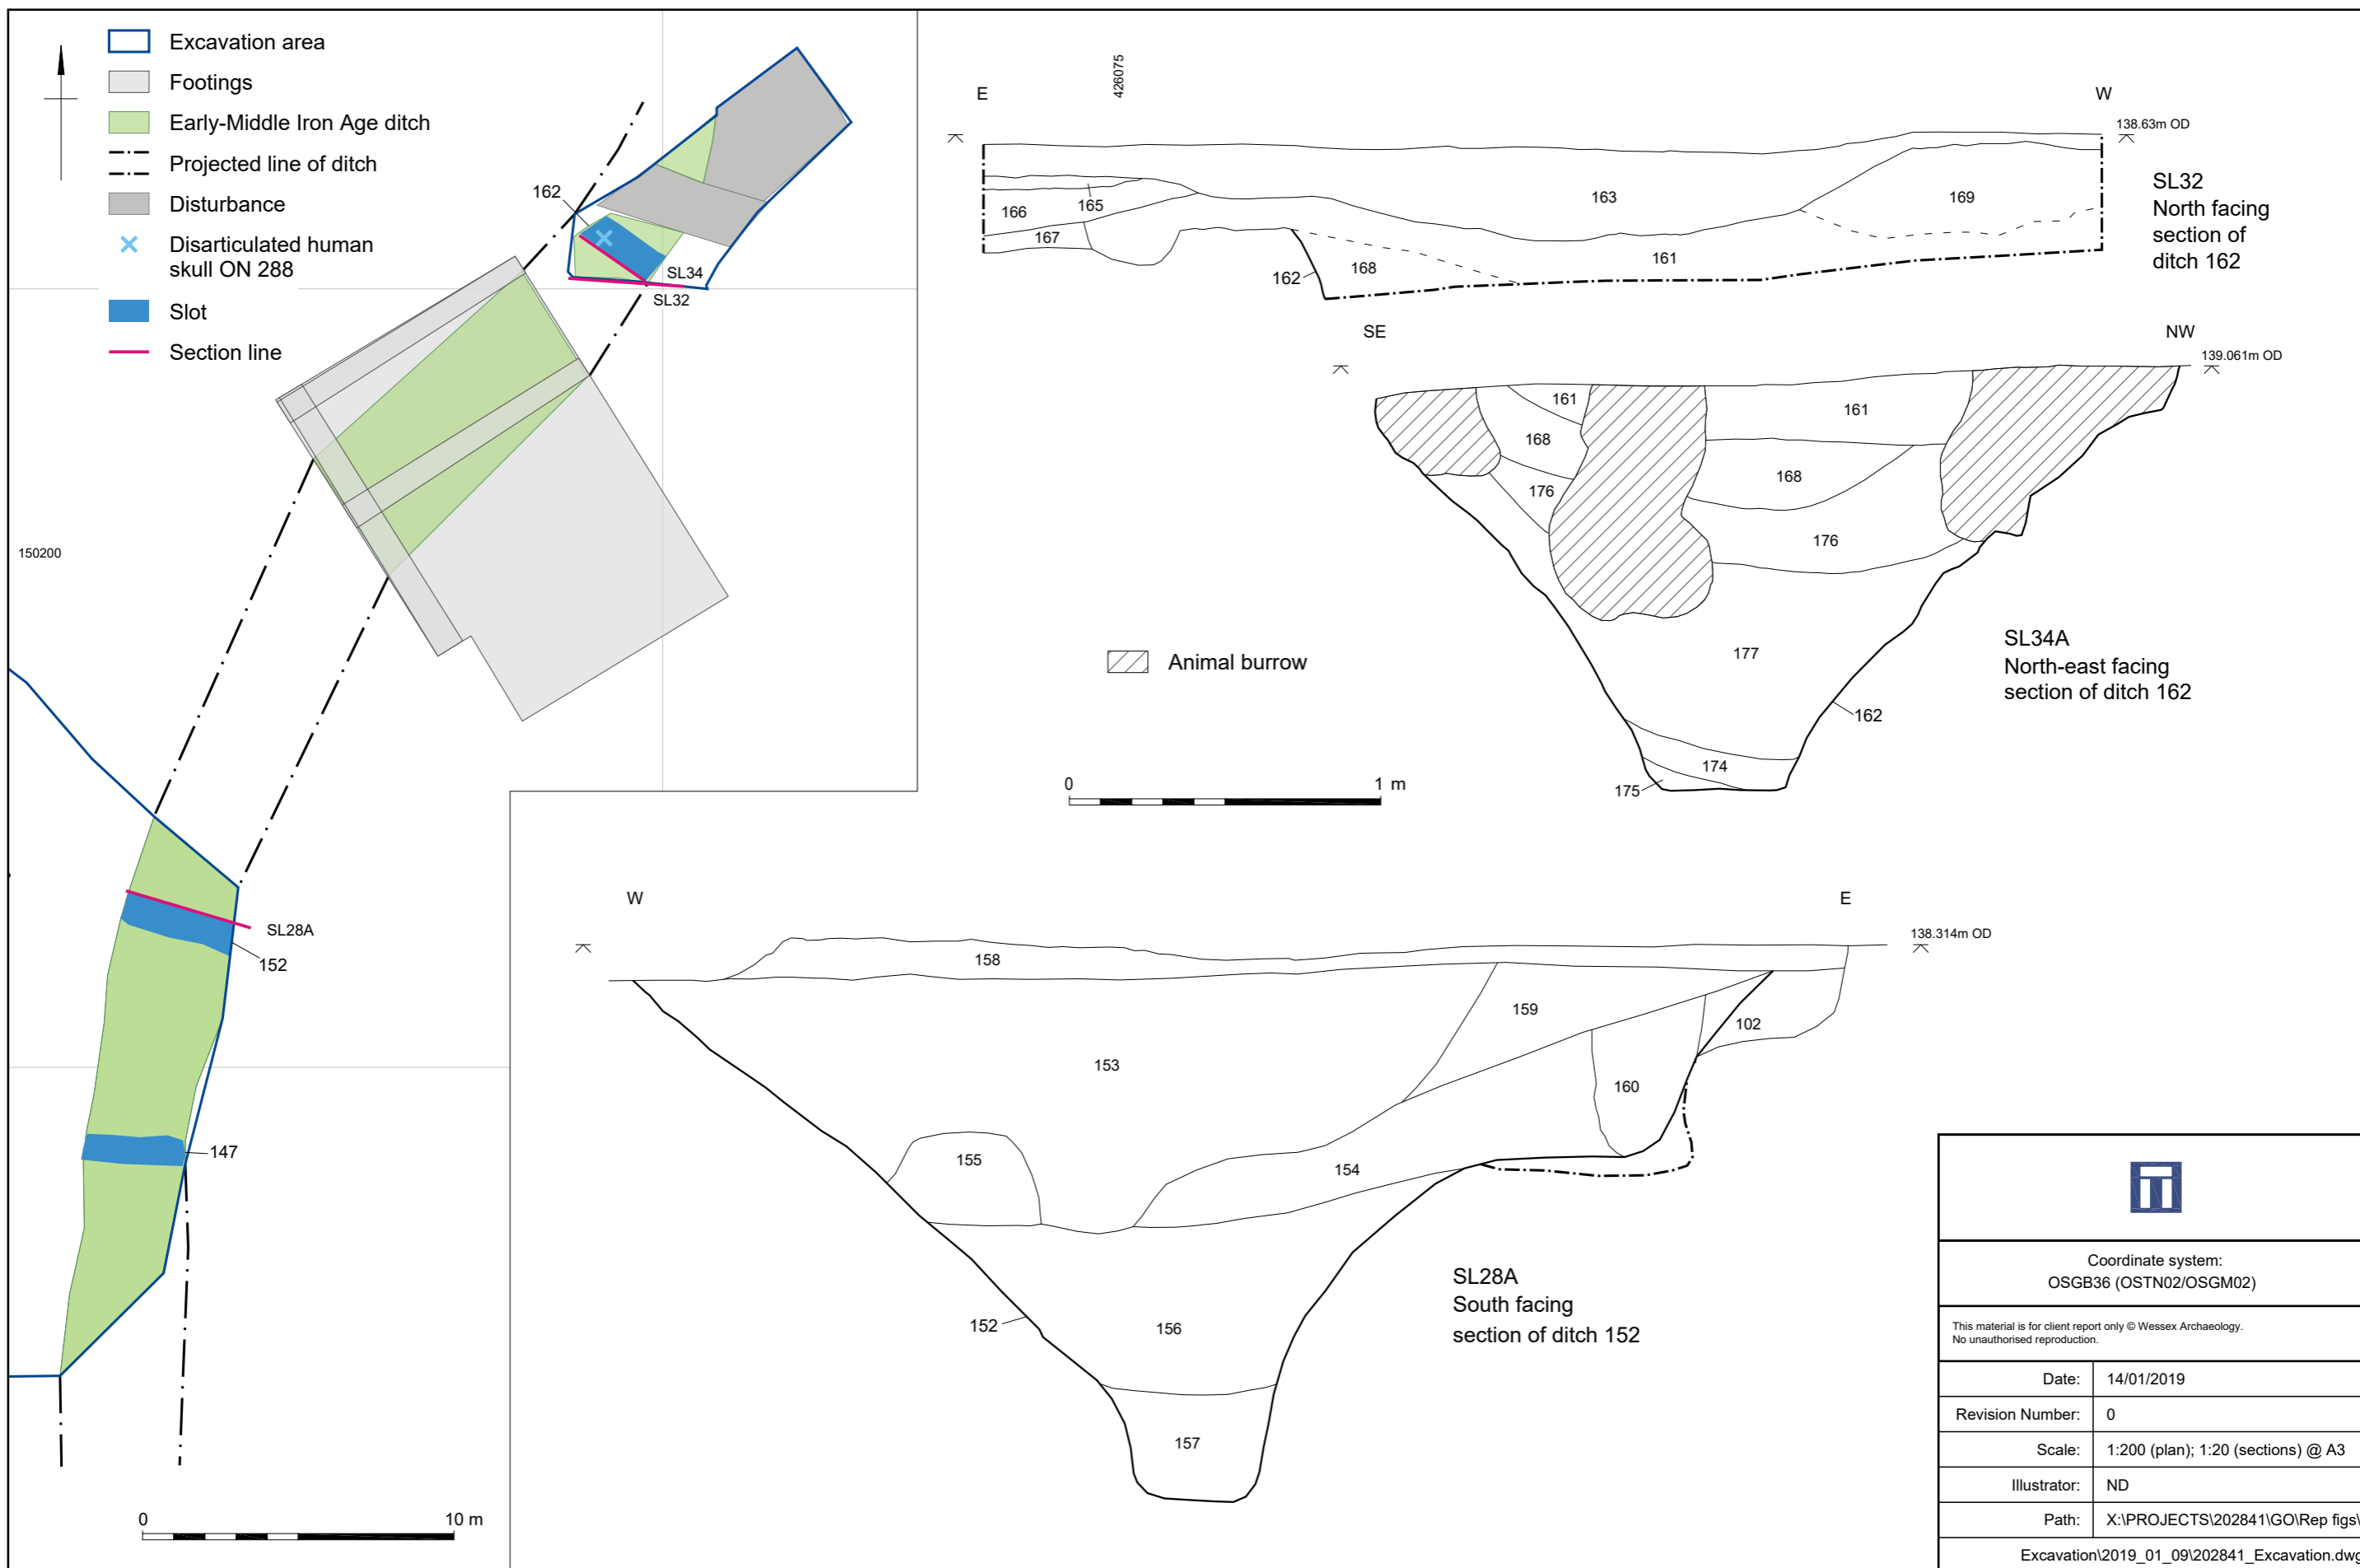 Excavation area
Footings
Early-Middle Iron Age ditch
Projected line of ditch
Disturbance
Disarticulated human
skull ON 288
Slot
Section line
162
SL34
SL32
150200
SL28A
152
147
0 10 m
426075
E W
138.63m OD
163
169
165
166
167
162
168
161
SL32
North facing
section of
ditch 162
SE NW
139.061m OD
161
161
168
168
176
176
177
162
174
175
SL34A
North-east facing
section of ditch 162
Animal burrow
0 1 m
W E
138.314m OD
158
159
102
153
160
155
154
152
156
157
SL28A
South facing
section of ditch 152
Coordinate system:
OSGB36 (OSTN02/OSGM02)
This material is for client report only © Wessex Archaeology.
No unauthorised reproduction.
Date: 14/01/2019
Revision Number: 0
Scale: 1:200 (plan); 1:20 (sections) @ A3
Illustrator: ND
Path: X:\PROJECTS\202841\GO\Rep figs\
Excavation\2019_01_09\202841_Excavation.dwg